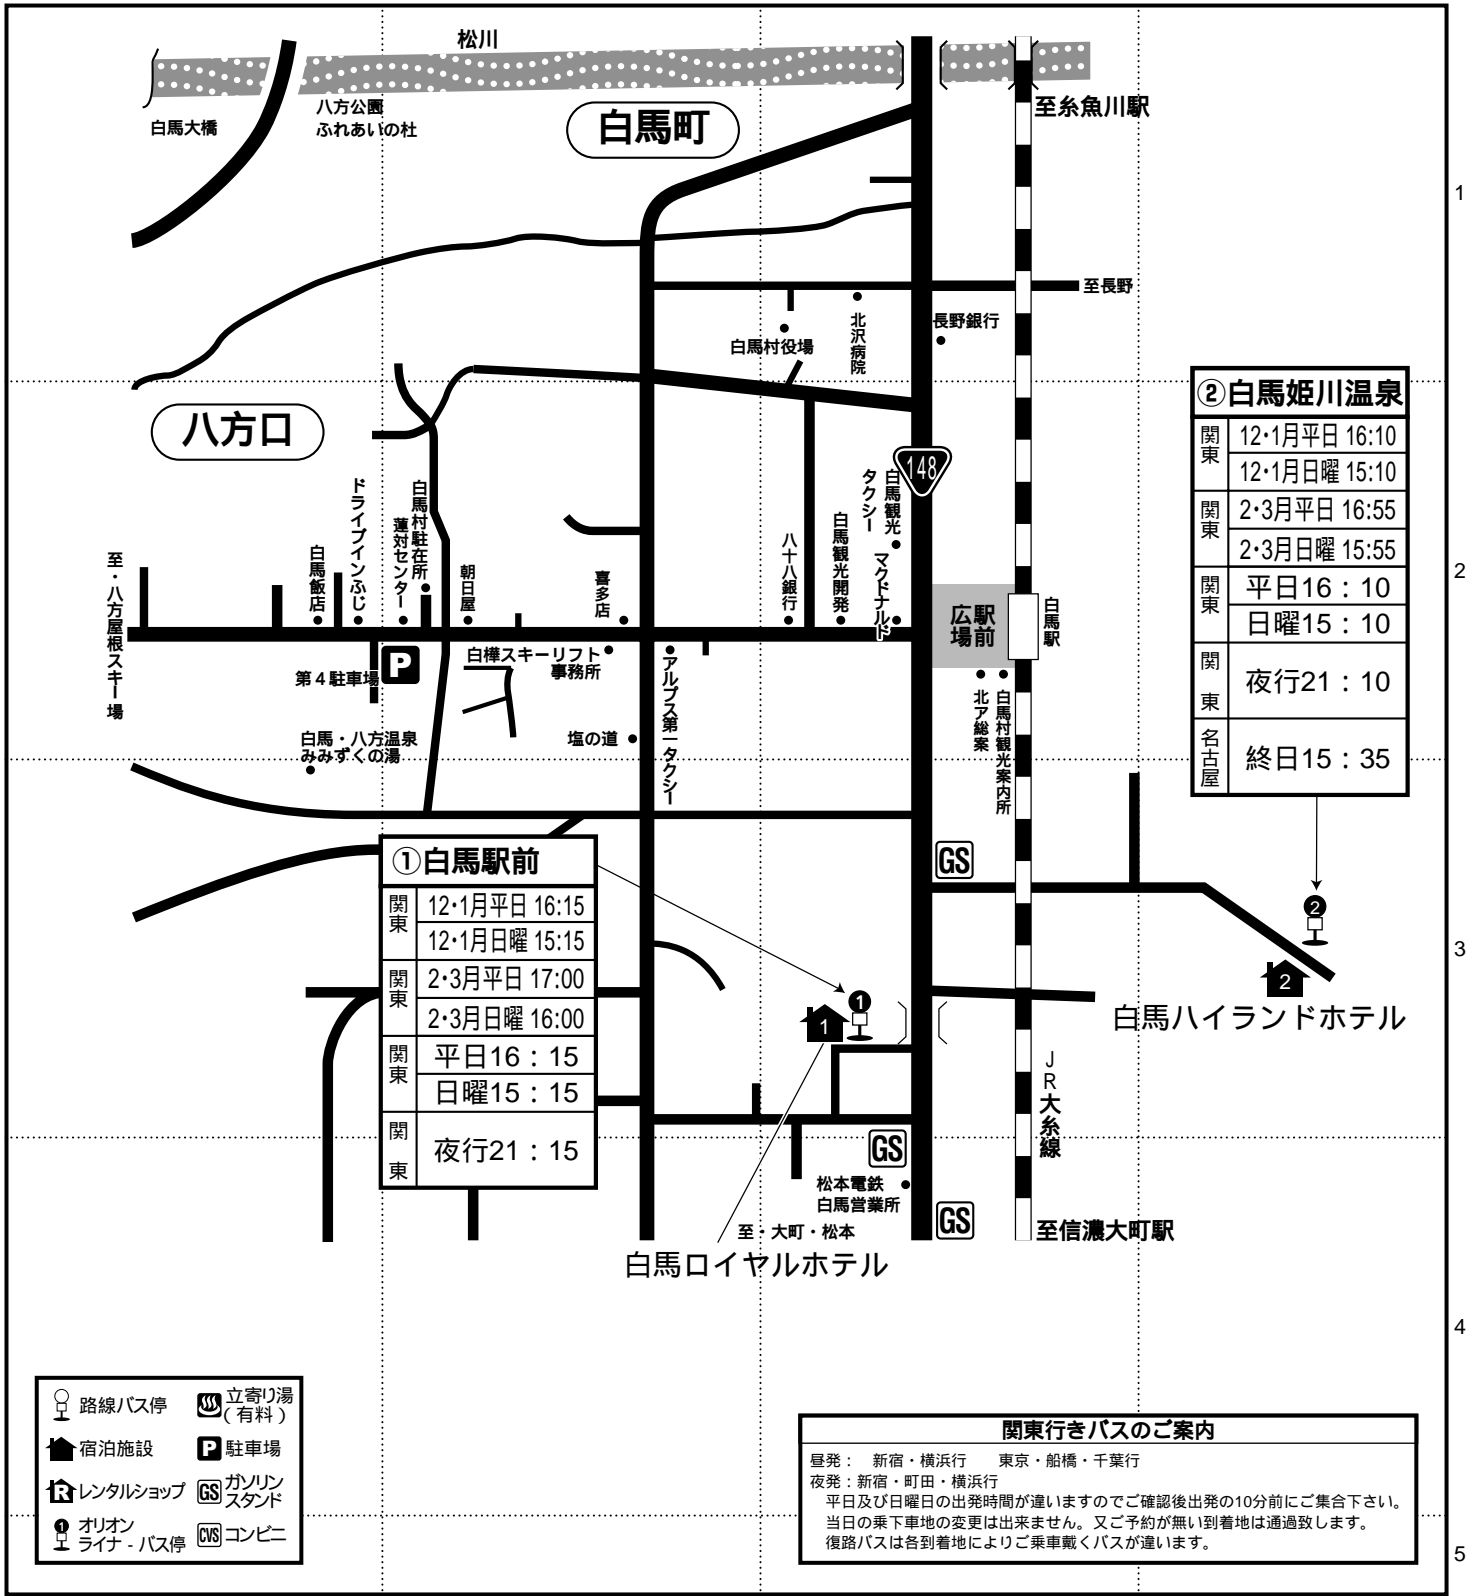 松川
白馬大橋
八方公園
ふれあいの杜
白馬町
至糸魚川駅
1
至長野
北沢病院
長野銀行
白馬村役場
八方口
148
②白馬姫川温泉
関東
12・1月平日 16:10
12・1月日曜 15:10
関東
2・3月平日 16:55
2・3月日曜 15:55
関東
平日16：10
日曜15：10
関東
夜行21：10
名古屋
終日15：35
2
至・八方屋根スキー場
白馬飯店
ドライブインふじ
蓮対センター
白馬村駐在所
朝日屋
喜多店
八十八銀行
白馬観光開発
白馬観光
タクシー
マクドナルド
駅前
広場
白馬駅
第４駐車場
P
白樺スキーリフト
事務所
アルプス第一タクシー
塩の道
白馬・八方温泉
みみずくの湯
北ア総案
白馬村観光案内所
①白馬駅前
関東
12・1月平日 16:15
12・1月日曜 15:15
関東
2・3月平日 17:00
2・3月日曜 16:00
関東
平日16：15
日曜15：15
関東
夜行21：15
GS
2
2
白馬ハイランドホテル
3
1
1
JR大糸線
GS
松本電鉄
白馬営業所
GS
至・大町・松本
至信濃大町駅
白馬ロイヤルホテル
4
路線バス停
立寄り湯
（有料）
宿泊施設
P 駐車場
R レンタルショップ
GS ガソリン
スタンド
1 オリオン
ライナ - バス停
CVS コンビニ
関東行きバスのご案内
昼発： 新宿・横浜行 東京・船橋・千葉行
夜発：新宿・町田・横浜行
平日及び日曜日の出発時間が違いますのでご確認後出発の10分前にご集合下さい。
当日の乗下車地の変更は出来ません。又ご予約が無い到着地は通過致します。
復路バスは各到着地によりご乗車戴くバスが違います。
5